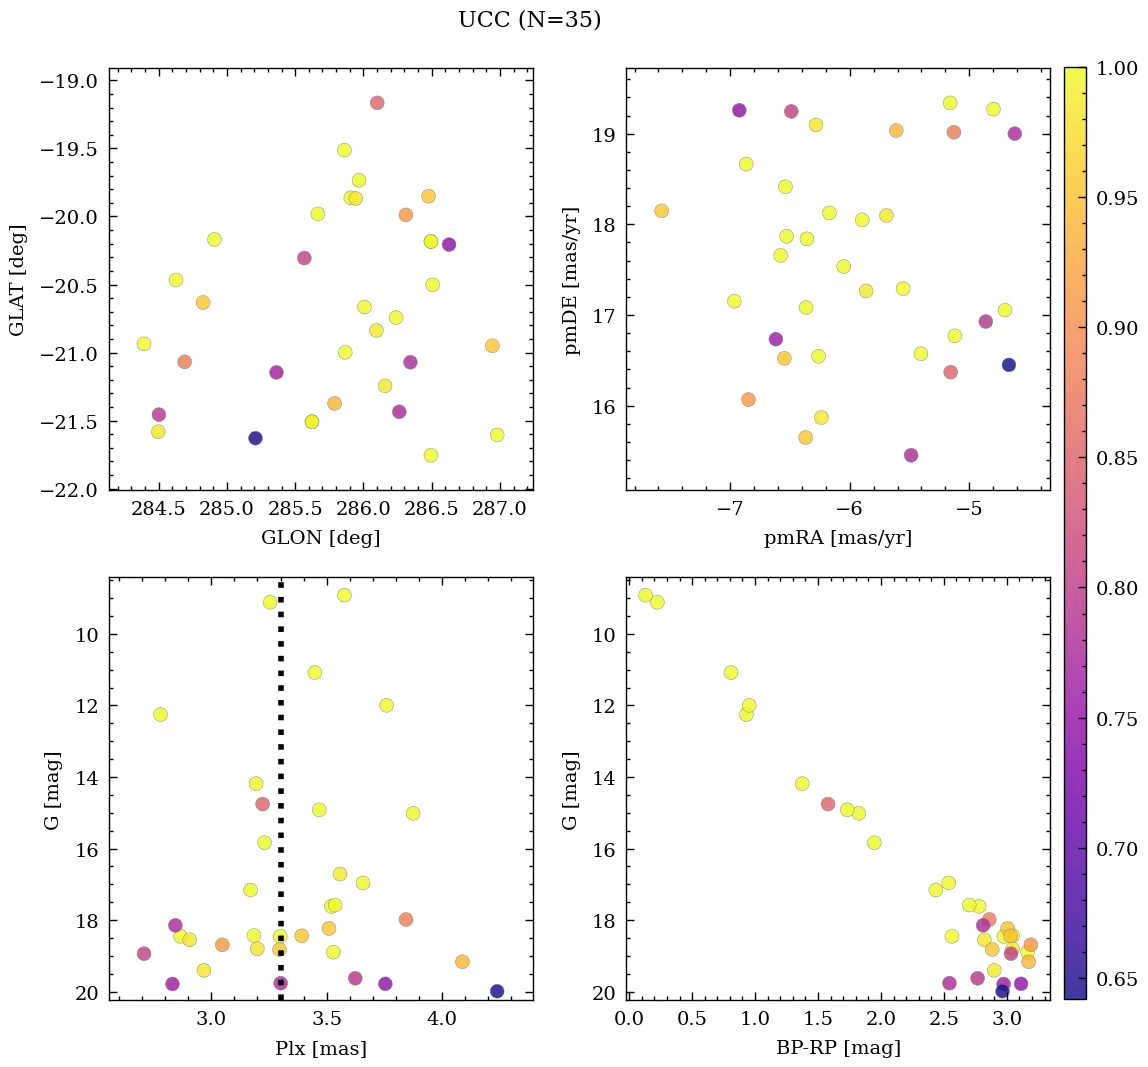 UCC (N=35)
−19.0
−19.5
−20.0
−20.5
−21.0
−21.5
−22.0
GLAT [deg]
284.5 285.0 285.5 286.0 286.5 287.0
GLON [deg]
19
18
17
16
pmDE [mas/yr]
−7 −6 −5
pmRA [mas/yr]
10
12
14
16
18
20
G [mag]
3.0 3.5 4.0
Plx [mas]
10
12
14
16
18
20
G [mag]
0.0 0.5 1.0 1.5 2.0 2.5 3.0
BP-RP [mag]
1.00
0.95
0.90
0.85
0.80
0.75
0.70
0.65